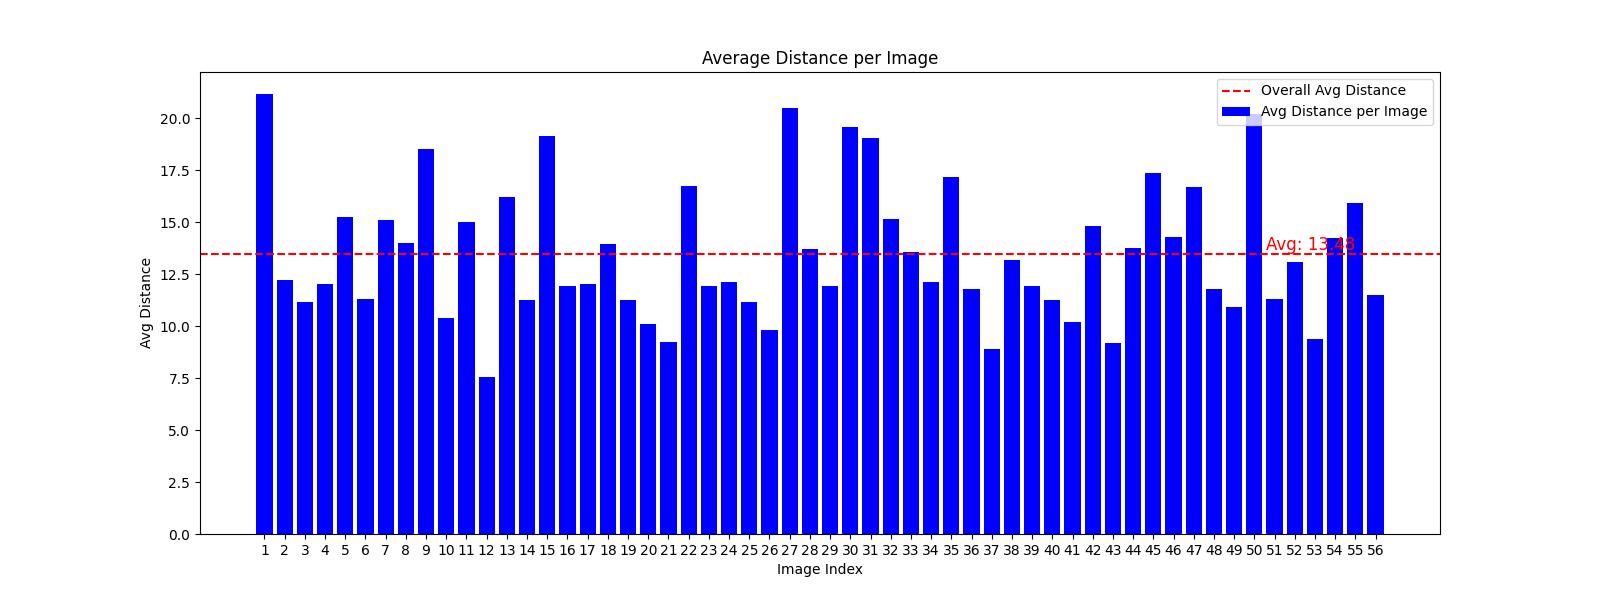 Average Distance per Image
Overall Avg Distance
Avg Distance per Image
Avg: 13.48
Avg Distance
20.0
17.5
15.0
12.5
10.0
7.5
5.0
2.5
0.0
1 2 3 4 5 6 7 8 9 10 11 12 13 14 15 16 17 18 19 20 21 22 23 24 25 26 27 28 29 30 31 32 33 34 35 36 37 38 39 40 41 42 43 44 45 46 47 48 49 50 51 52 53 54 55 56
Image Index